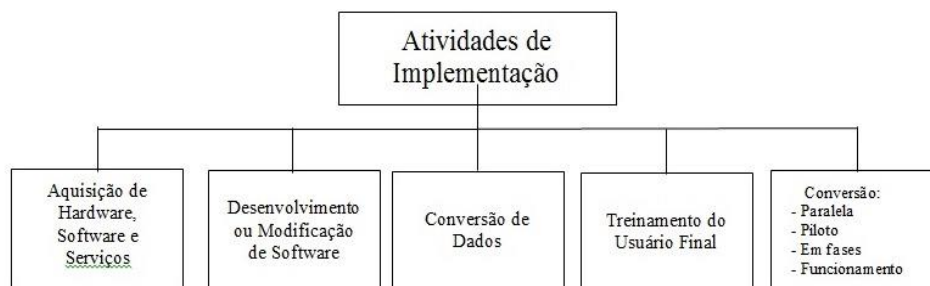 Atividades de
Implementação
Aquisição de
Hardware,
Software e
Serviços
Desenvolvimento
ou Modificação
de Software
Conversão de
Dados
Treinamento do
Usuário Final
Conversão:
- Paralela
- Piloto
- Em fases
- Funcionamento